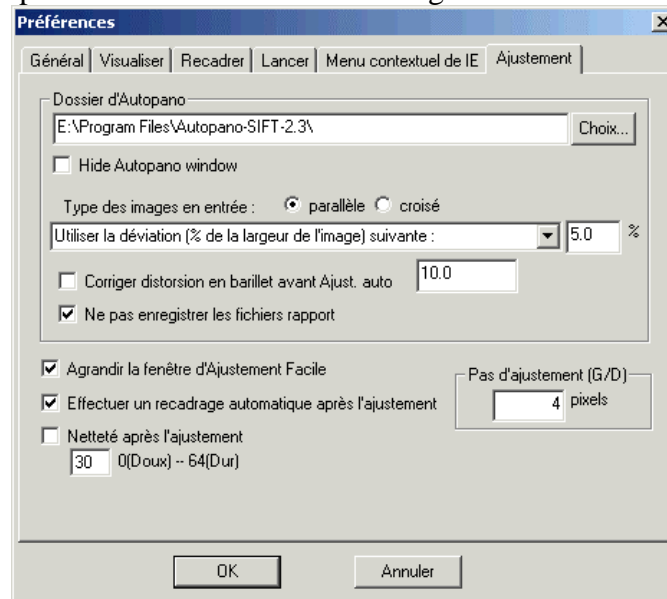 Préférences
Général Visualiser Recadrer Lancer Menu contextuel de IE Ajustement
Dossier d'Autopano
E:\Program Files\Autopano-SIFT-2.3\ Choix...
Hide Autopano window
Type des images en entrée : parallèle croisé
Utiliser la déviation (% de la largeur de l'image) suivante : 5.0 %
Corriger distorsion en barillet avant Ajust. auto 10.0
Ne pas enregistrer les fichiers rapport
Agrandir la fenêtre d'Ajustement Facile
Pas d'ajustement (G/D)
Effectuer un recadrage automatique après l'ajustement 4 pixels
Netteté après l'ajustement
30 0(Doux) -- 64(Dur)
OK Annuler